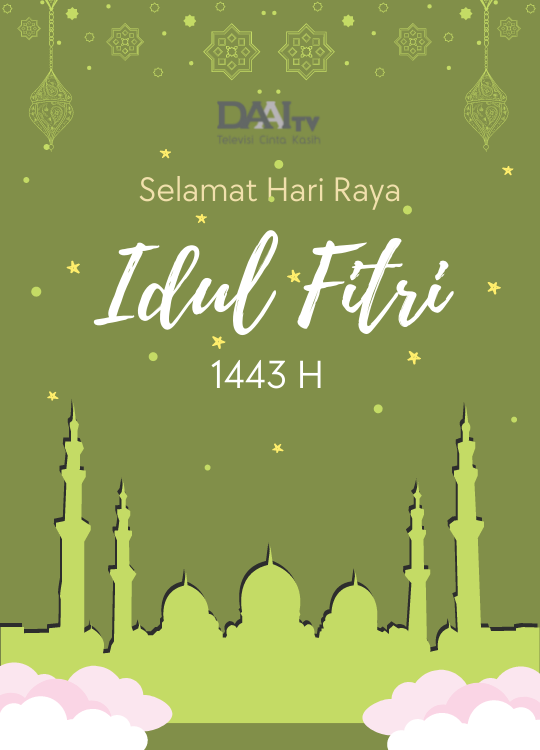 DAAI TV
Televisi Cinta Kasih
Selamat Hari Raya
Idul Fitri
1443 H